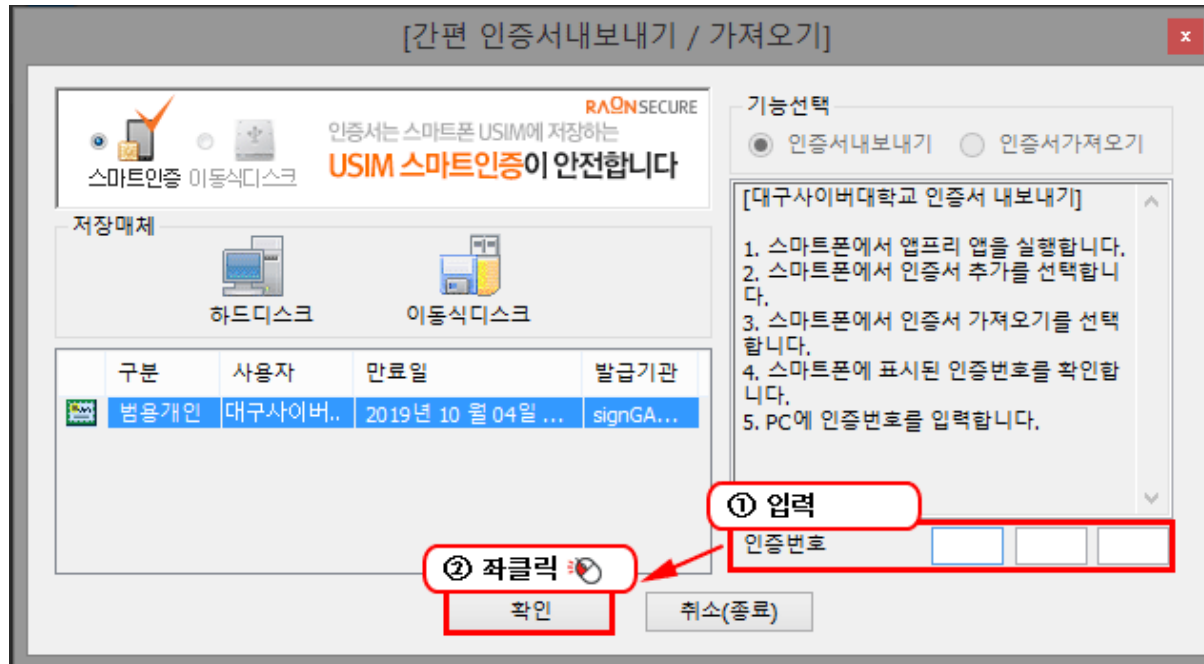 [간편 인증서내보내기 / 가져오기]
x
RAONSECURE
인증서는 스마트폰 USIM에 저장하는
USIM 스마트인증이 안전합니다
스마트인증 이동식디스크
기능선택
인증서내보내기 인증서가져오기
저장매체
하드디스크 이동식디스크
구분 사용자 만료일 발급기관
범용개인 대구사이버.. 2019년 10 월 04일 ... signGA...
[대구사이버대학교 인증서 내보내기]
1. 스마트폰에서 앱프리 앱을 실행합니다.
2. 스마트폰에서 인증서 추가를 선택합니
다.
3. 스마트폰에서 인증서 가져오기를 선택
합니다.
4. 스마트폰에 표시된 인증번호를 확인합
니다.
5. PC에 인증번호를 입력합니다.
① 입력
인증번호
② 좌클릭
확인 취소(종료)